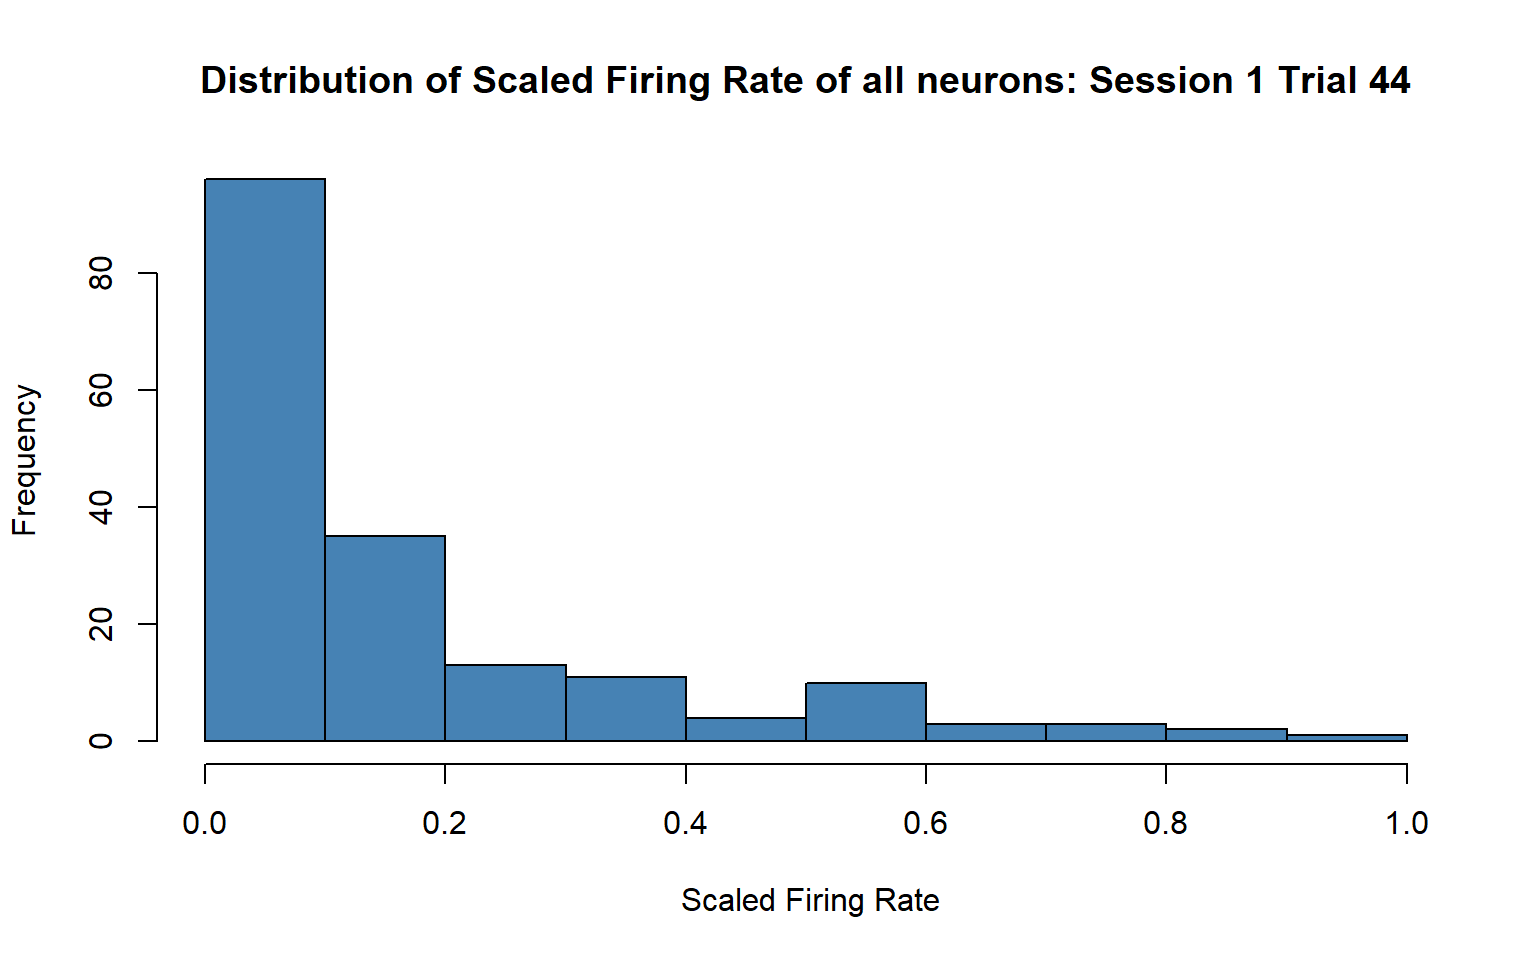 Distribution of Scaled Firing Rate of all neurons: Session 1 Trial 44
Frequency
80
60
40
20
0
0.0 0.2 0.4 0.6 0.8 1.0
Scaled Firing Rate